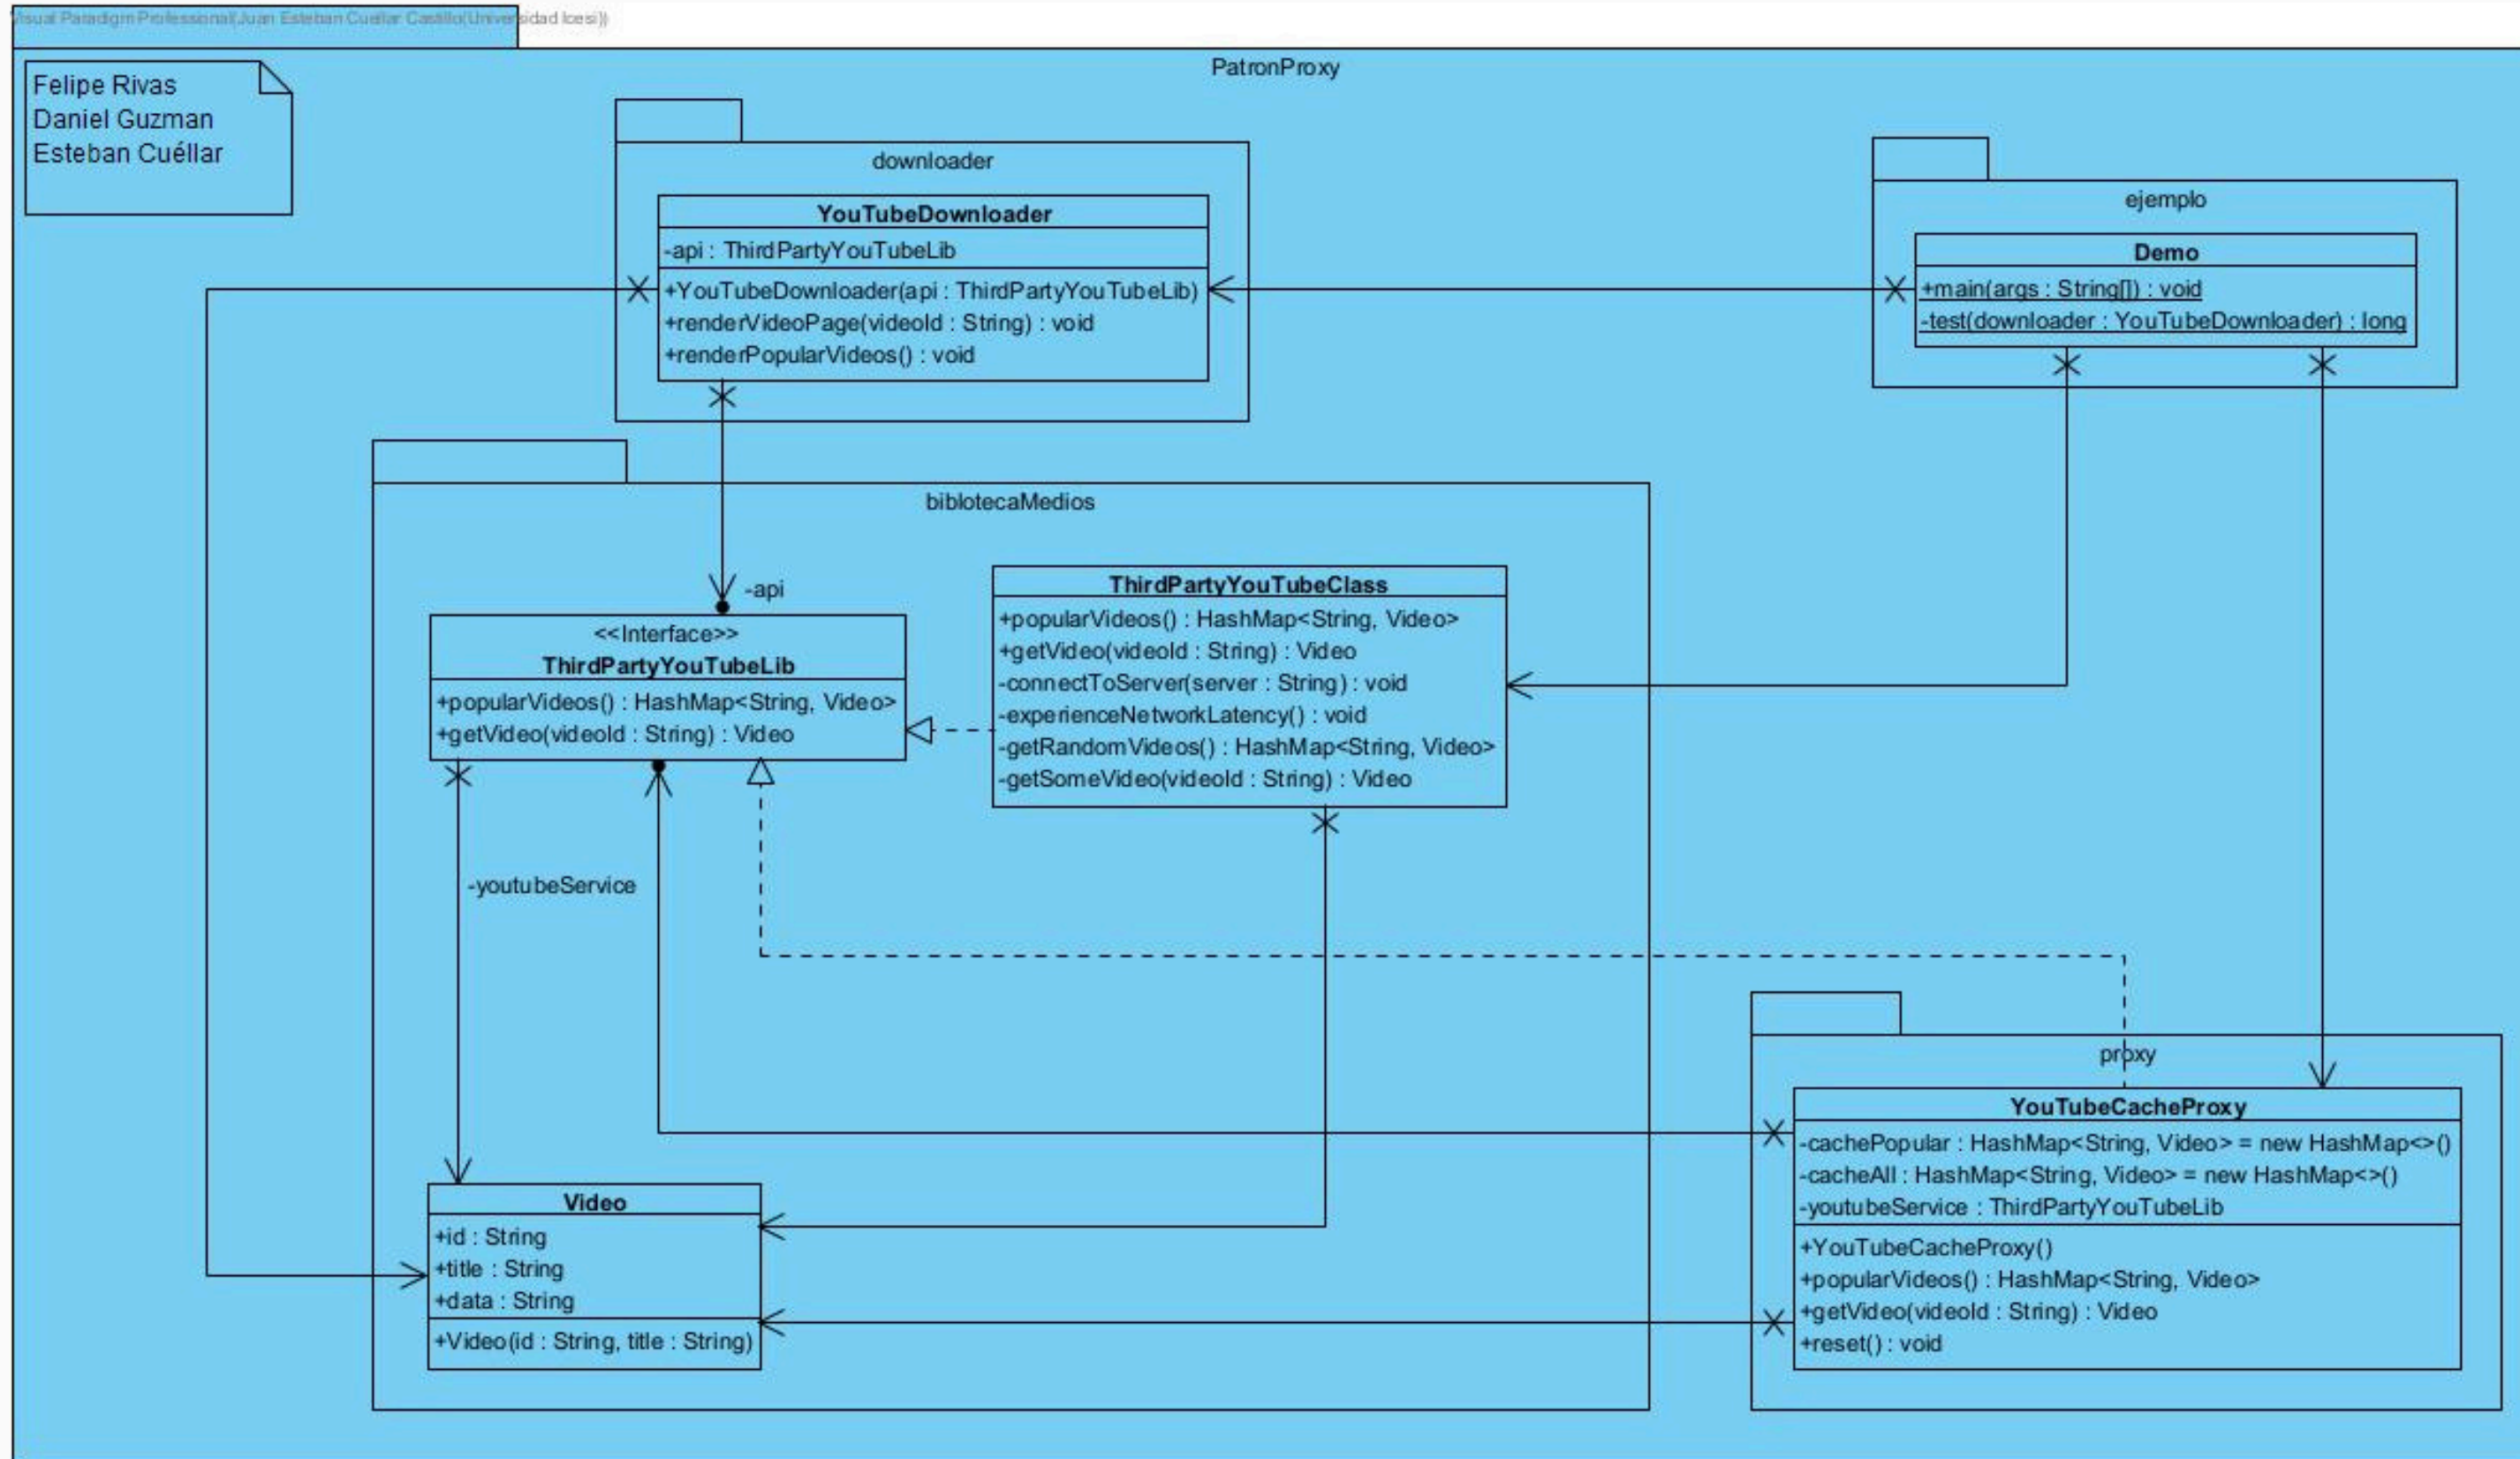 Visual Paradigm Professional(Juan Esteban Cuellar Castillo(Universidad Icesi))
PatronProxy
Felipe Rivas
Daniel Guzman
Esteban Cuéllar
downloader
YouTubeDownloader
-api : ThirdPartyYouTubeLib
+YouTubeDownloader(api : ThirdPartyYouTubeLib)
+renderVideoPage(videoId : String) : void
+renderPopularVideos() : void
ejemplo
Demo
+main(args : String[]) : void
-test(downloader : YouTubeDownloader) : long
biblotecaMedios
-api
<<Interface>>
ThirdPartyYouTubeLib
+popularVideos() : HashMap<String, Video>
+getVideo(videoId : String) : Video
ThirdPartyYouTubeClass
+popularVideos() : HashMap<String, Video>
+getVideo(videoId : String) : Video
-connectToServer(server : String) : void
-experienceNetworkLatency() : void
-getRandomVideos() : HashMap<String, Video>
-getSomeVideo(videoId : String) : Video
-youtubeService
Video
+id : String
+title : String
+data : String
+Video(id : String, title : String)
proxy
YouTubeCacheProxy
-cachePopular : HashMap<String, Video> = new HashMap<>()
-cacheAll : HashMap<String, Video> = new HashMap<>()
-youtubeService : ThirdPartyYouTubeLib
+YouTubeCacheProxy()
+popularVideos() : HashMap<String, Video>
+getVideo(videoId : String) : Video
+reset() : void